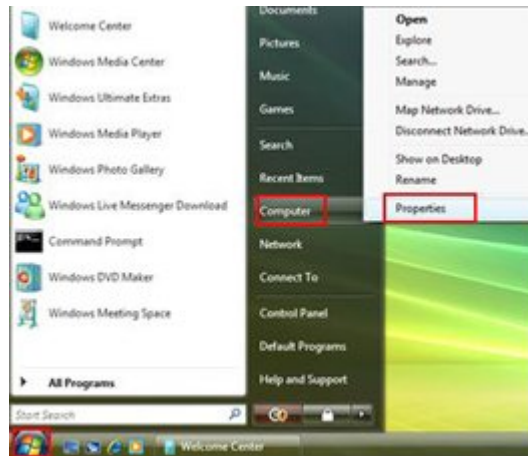 Welcome Center
Windows Media Center
Windows Ultimate Extras
Windows Media Player
Windows Photo Gallery
Windows Live Messenger Download
Command Prompt
Windows DVD Maker
Windows Meeting Space
All Programs
Start Search
Documents
Pictures
Music
Games
Search
Recent Items
Computer
Network
Connect To
Control Panel
Default Programs
Help and Support
Open
Explore
Search...
Manage
Map Network Drive...
Disconnect Network Drive.
Show on Desktop
Rename
Properties
Welcome Center